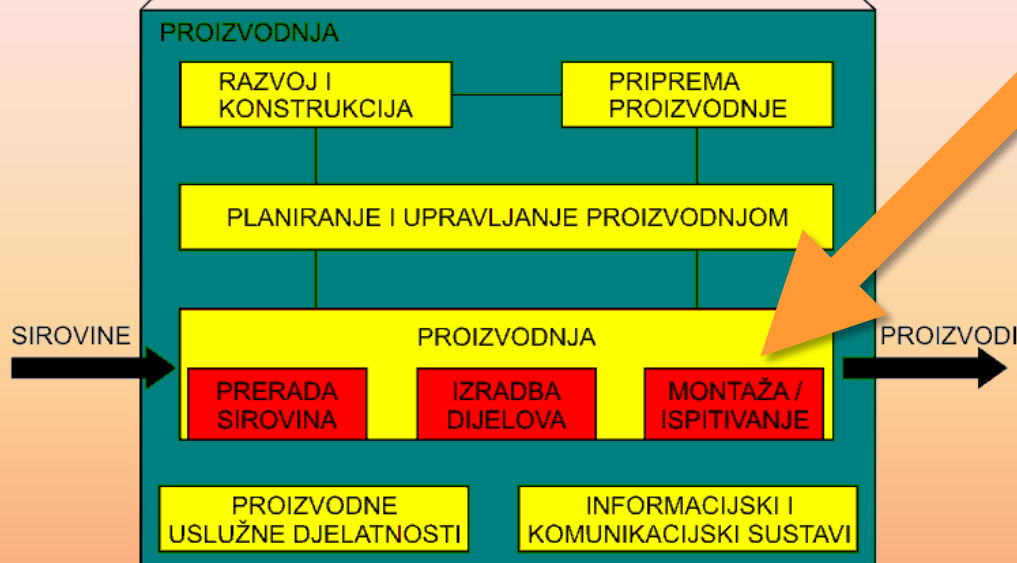 PROIZVODNJA
RAZVOJ I
KONSTRUKCIJA
PRIPREMA
PROIZVODNJE
PLANIRANJE I UPRAVLJANJE PROIZVODNJOM
SIROVINE
PROIZVODNJA
PROIZVODI
PRERADA
SIROVINA
IZRADBA
DIJELOVA
MONTAŽA /
ISPITIVANJE
PROIZVODNE
USLUŽNE DJELATNOSTI
INFORMACIJSKI I
KOMUNIKACIJSKI SUSTAVI